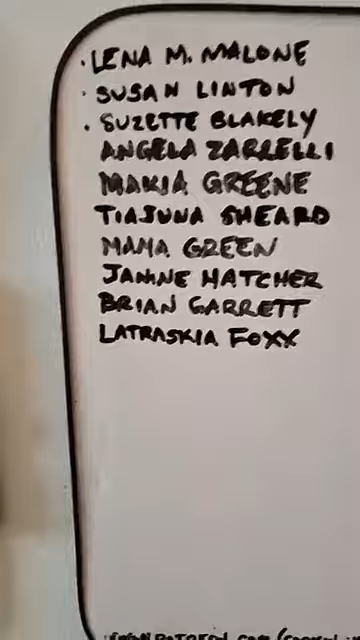 · LENA M. MALONE
· SUSAN LINTON
· SUZETTE BLAKELY
ANGELA ZARRELLI
MARIA GREENE
TIAJUNA SHEARD
MAMA GREEN
JANINE HATCHER
BRIAN GARRETT
LATRASKIA FOXX